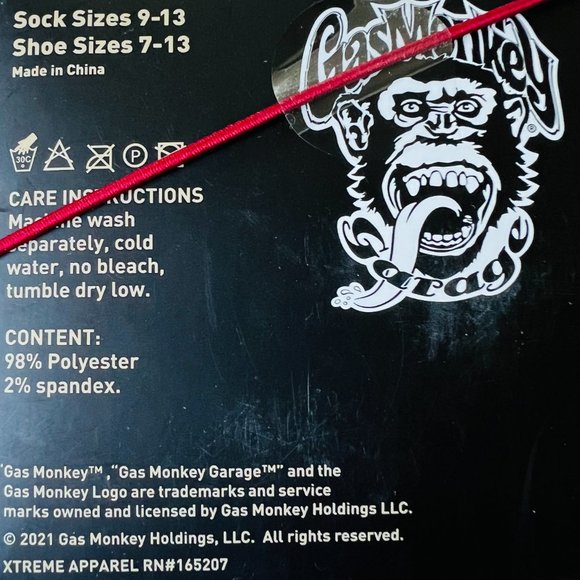 Sock Sizes 9-13
Shoe Sizes 7-13
Made in China
GasMonkey
Garage
®
30C
P
CARE INSTRUCTIONS
Machine wash
separately, cold
water, no bleach,
tumble dry low.
CONTENT:
98% Polyester
2% spandex.
"Gas Monkey™ ,“Gas Monkey Garage™” and the
Gas Monkey Logo are trademarks and service
marks owned and licensed by Gas Monkey Holdings LLC.
© 2021 Gas Monkey Holdings, LLC. All rights reserved.
XTREME APPAREL RN#165207